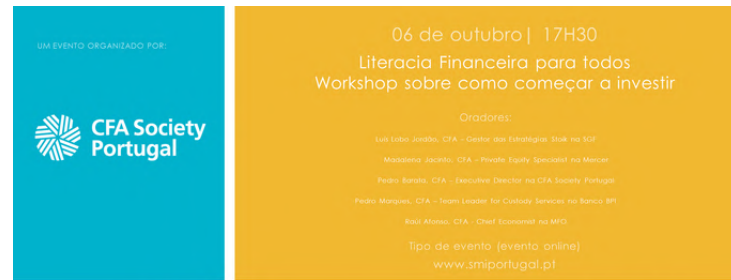 UM EVENTO ORGANIZADO POR:
CFA Society
Portugal
06 de outubro| 17H30
Literacia Financeira para todos
Workshop sobre como começar a investir
Oradores:
Luís Lobo Jordão, CFA - Gestor das Estratégias Stoik na SGF
Madalena Jacinto, CFA – Private Equity Specialist na Mercer
Pedro Barata, CFA – Executive Director na CFA Society Portugal
Pedro Marques, CFA – Team Leader for Custody Services no Banco BPI
Raúl Afonso, CFA - Chief Economist na
Tipo de evento (evento online)
www.smiportugal.pt